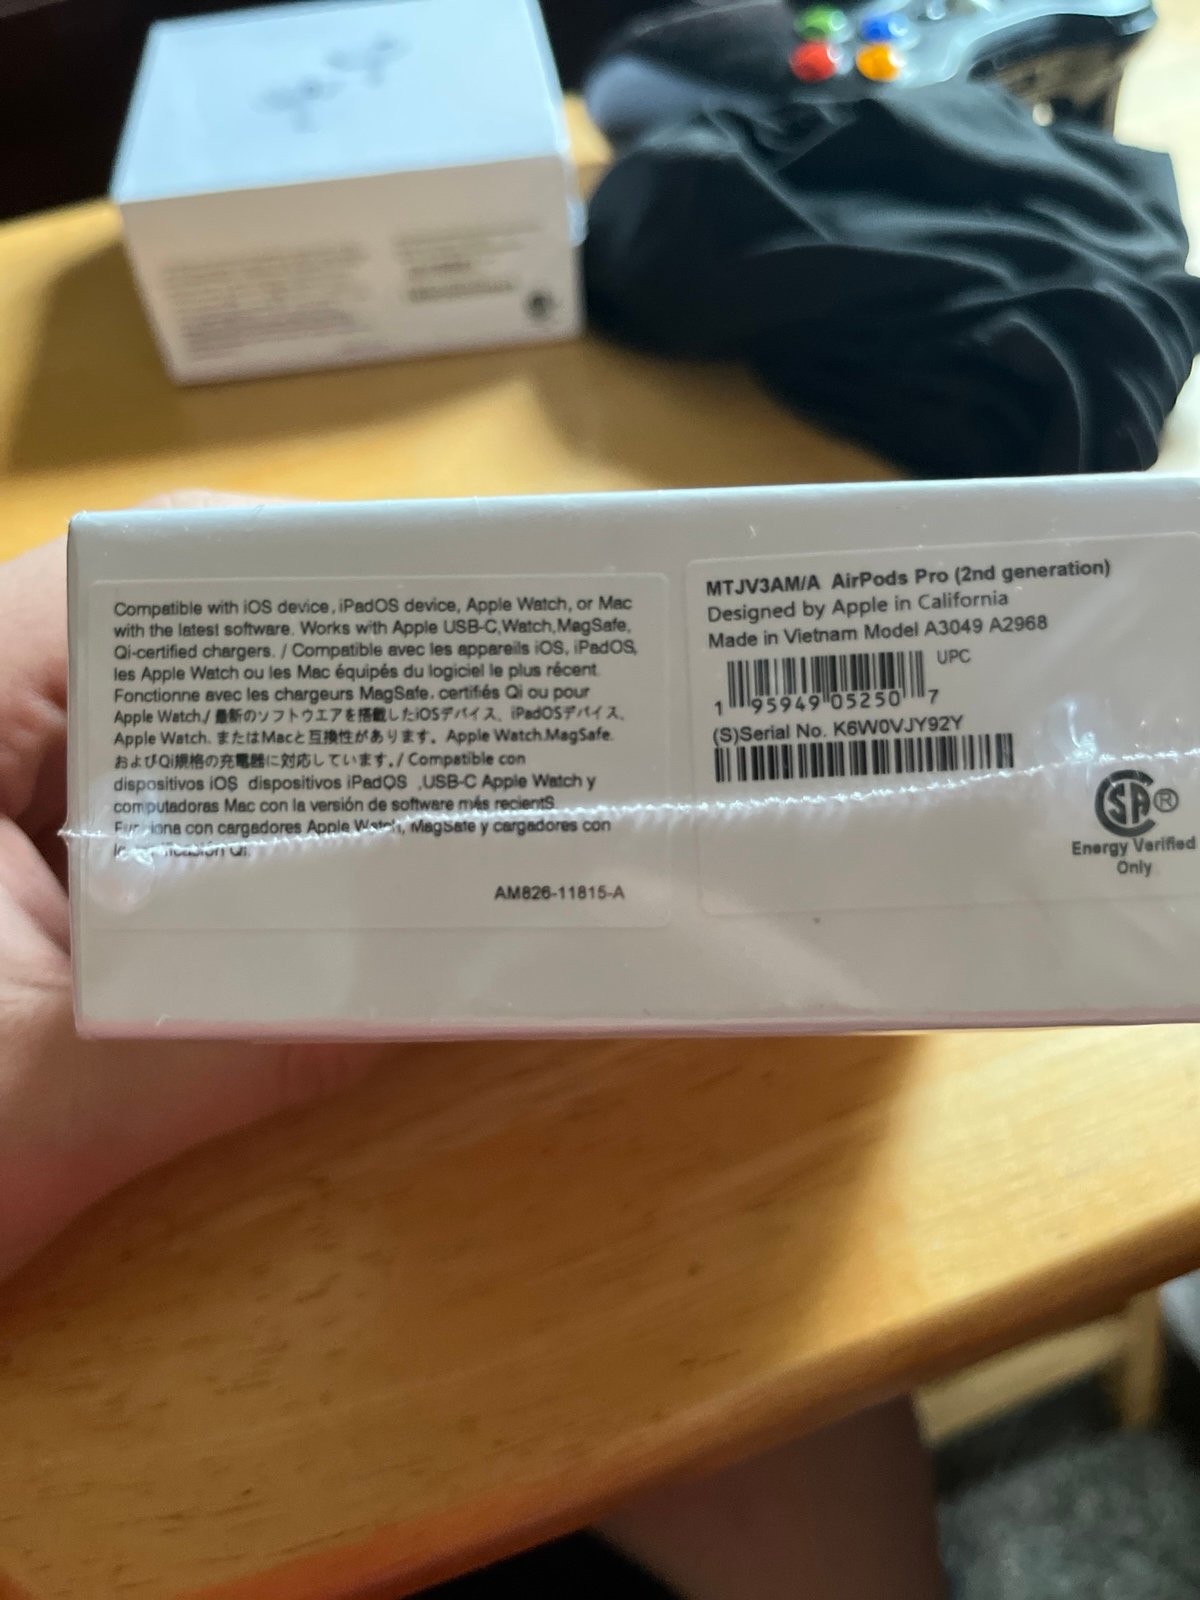 Compatible with iOS device, iPadOS device, Apple Watch, or Mac
with the latest software. Works with Apple USB-C,Watch,MagSafe,
Qi-certified chargers. / Compatible avec les appareils iOS, iPadOS,
les Apple Watch ou les Mac équipés du logiciel le plus récent.
Fonctionne avec les chargeurs MagSafe. certifiés Qi ou pour
Apple Watch./ 最新のソフトウエアを搭載したiOSデバイス、iPadOSデバイス、
Apple Watch. またはMacと互換性があります。Apple Watch.MagSafe.
およびQi規格の充電器に対応しています。/ Compatible con
dispositivos iOS dispositivos iPadOS ,USB-C Apple Watch y
computadoras Mac con la versión de software más recientS
con cargadores Apple Watch, MagSafe y cargadores con
Qi.
AM826-11815-A
MTJV3AM/A AirPods Pro (2nd generation)
Designed by Apple in California
Made in Vietnam Model A3049 A2968
UPC
1 95949 05250 7
(S)Serial No. K6W0VJY92Y
SA®
Energy Verified
Only